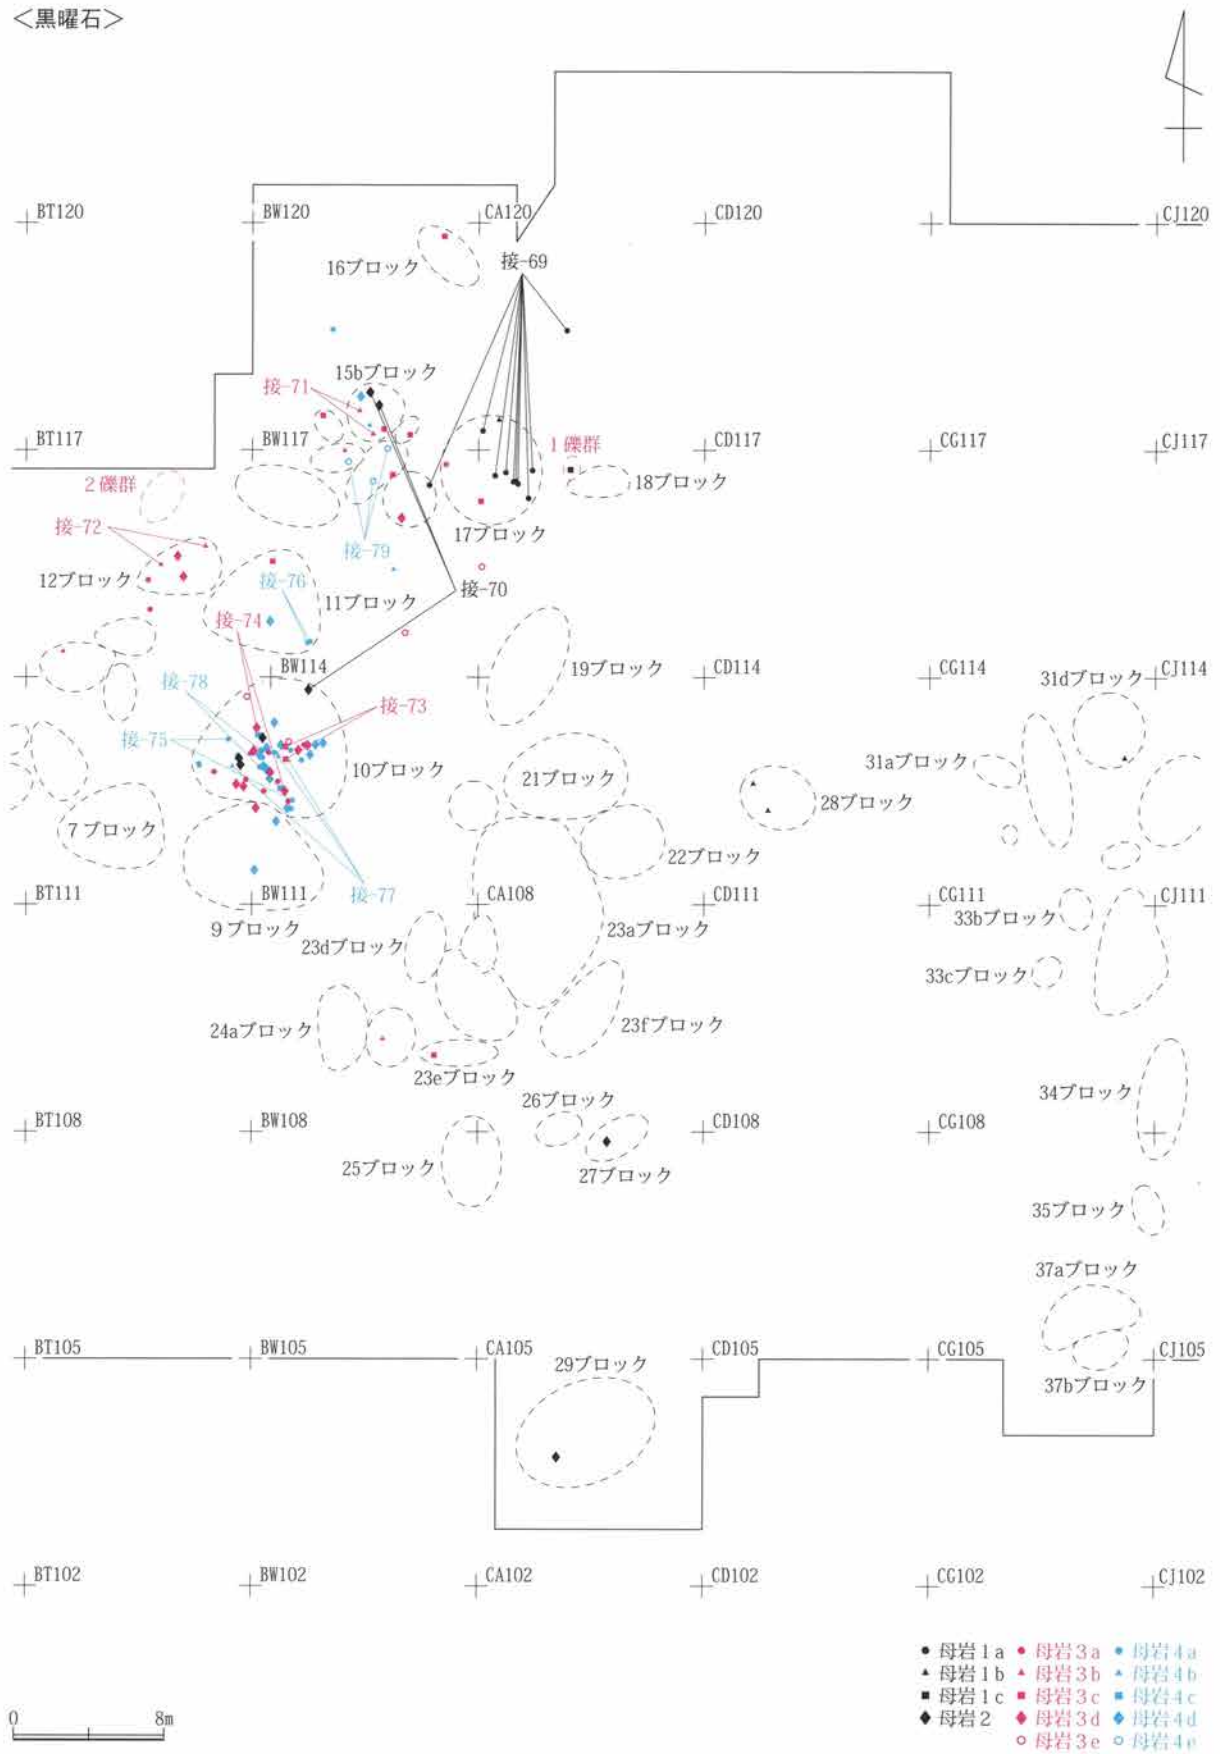 ＜黒曜石＞
BT120
BW120
CA120
CD120
CJ120
16ブロック
接-69
15bブロック
接-71
BT117
BW117
1礫群
CD117
CG117
CJ117
2礫群
18ブロック
17ブロック
接-72
接-79
12ブロック
接-76
11ブロック
接-70
接-74
BW114
19ブロック
CD114
CG114
CJ114
31dブロック
接-78
接-73
接-75
10ブロック
21ブロック
31aブロック
28ブロック
7ブロック
22ブロック
BT111
BW111
接-77
CA108
CD111
CG111
CJ111
33bブロック
9ブロック
23dブロック
23aブロック
33cブロック
24aブロック
23fブロック
23eブロック
26ブロック
34ブロック
BT108
BW108
CD108
CG108
25ブロック
27ブロック
35ブロック
37aブロック
BT105
BW105
CA105
29ブロック
CD105
CG105
CJ105
37bブロック
BT102
BW102
CA102
CD102
CG102
CJ102
母岩1a 母岩3a 母岩4a
母岩1b 母岩3b 母岩4b
母岩1c 母岩3c 母岩4c
母岩2 母岩3d 母岩4d
母岩3e 母岩4e
0 8m